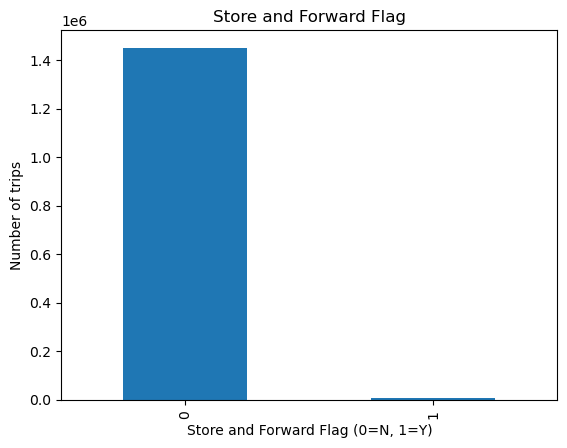 Store and Forward Flag
1e6
1.4
1.2
1.0
0.8
0.6
0.4
0.2
0.0
Number of trips
0
1
Store and Forward Flag (0=N, 1=Y)